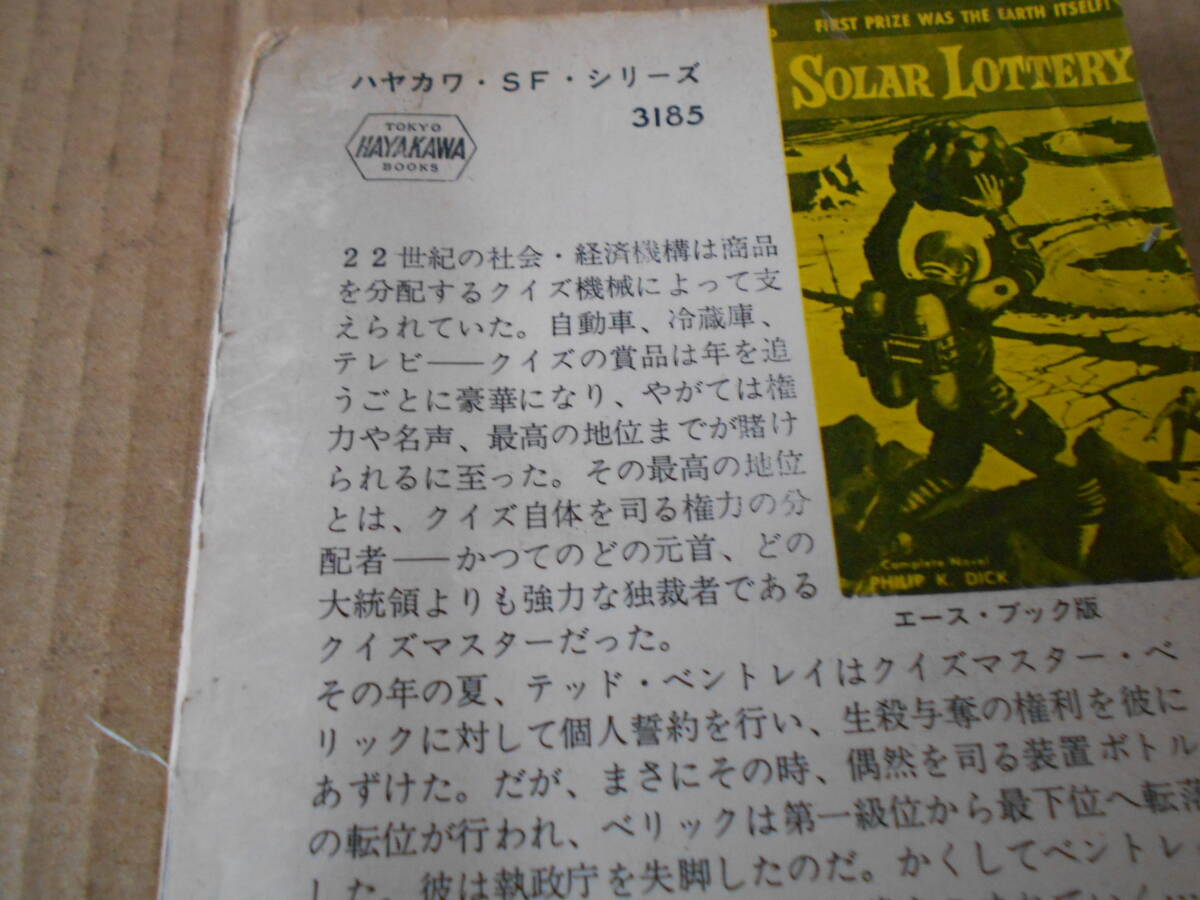 ハヤカワ・SF・シリーズ
3185
TOKYO
HAYAKAWA
BOOKS
FIRST PRIZE WAS THE EARTH ITSELF!
SOLAR LOTTERY
Complete Novel
PHILIP K. DICK
エース・ブック版
22世紀の社会・経済機構は商品
を分配するクイズ機械によって支
えられていた。自動車、冷蔵庫、
テレビ──クイズの賞品は年を追
うごとに豪華になり、やがては権
力や名声、最高の地位までが賭け
られるに至った。その最高の地位
とは、クイズ自体を司る権力の分
配者──かつてのどの元首、どの
大統領よりも強力な独裁者である
クイズマスターだった。
その年の夏、テッド・ベントレイはクイズマスター・ベ
リックに対して個人誓約を行い、生殺与奪の権利を彼に
あずけた。だが、まさにその時、偶然を司る装置ボトル
の転位が行われ、ベリックは第一級位から最下位へ転落
した。彼は執政庁を失脚したのだ。かくしてベントレ